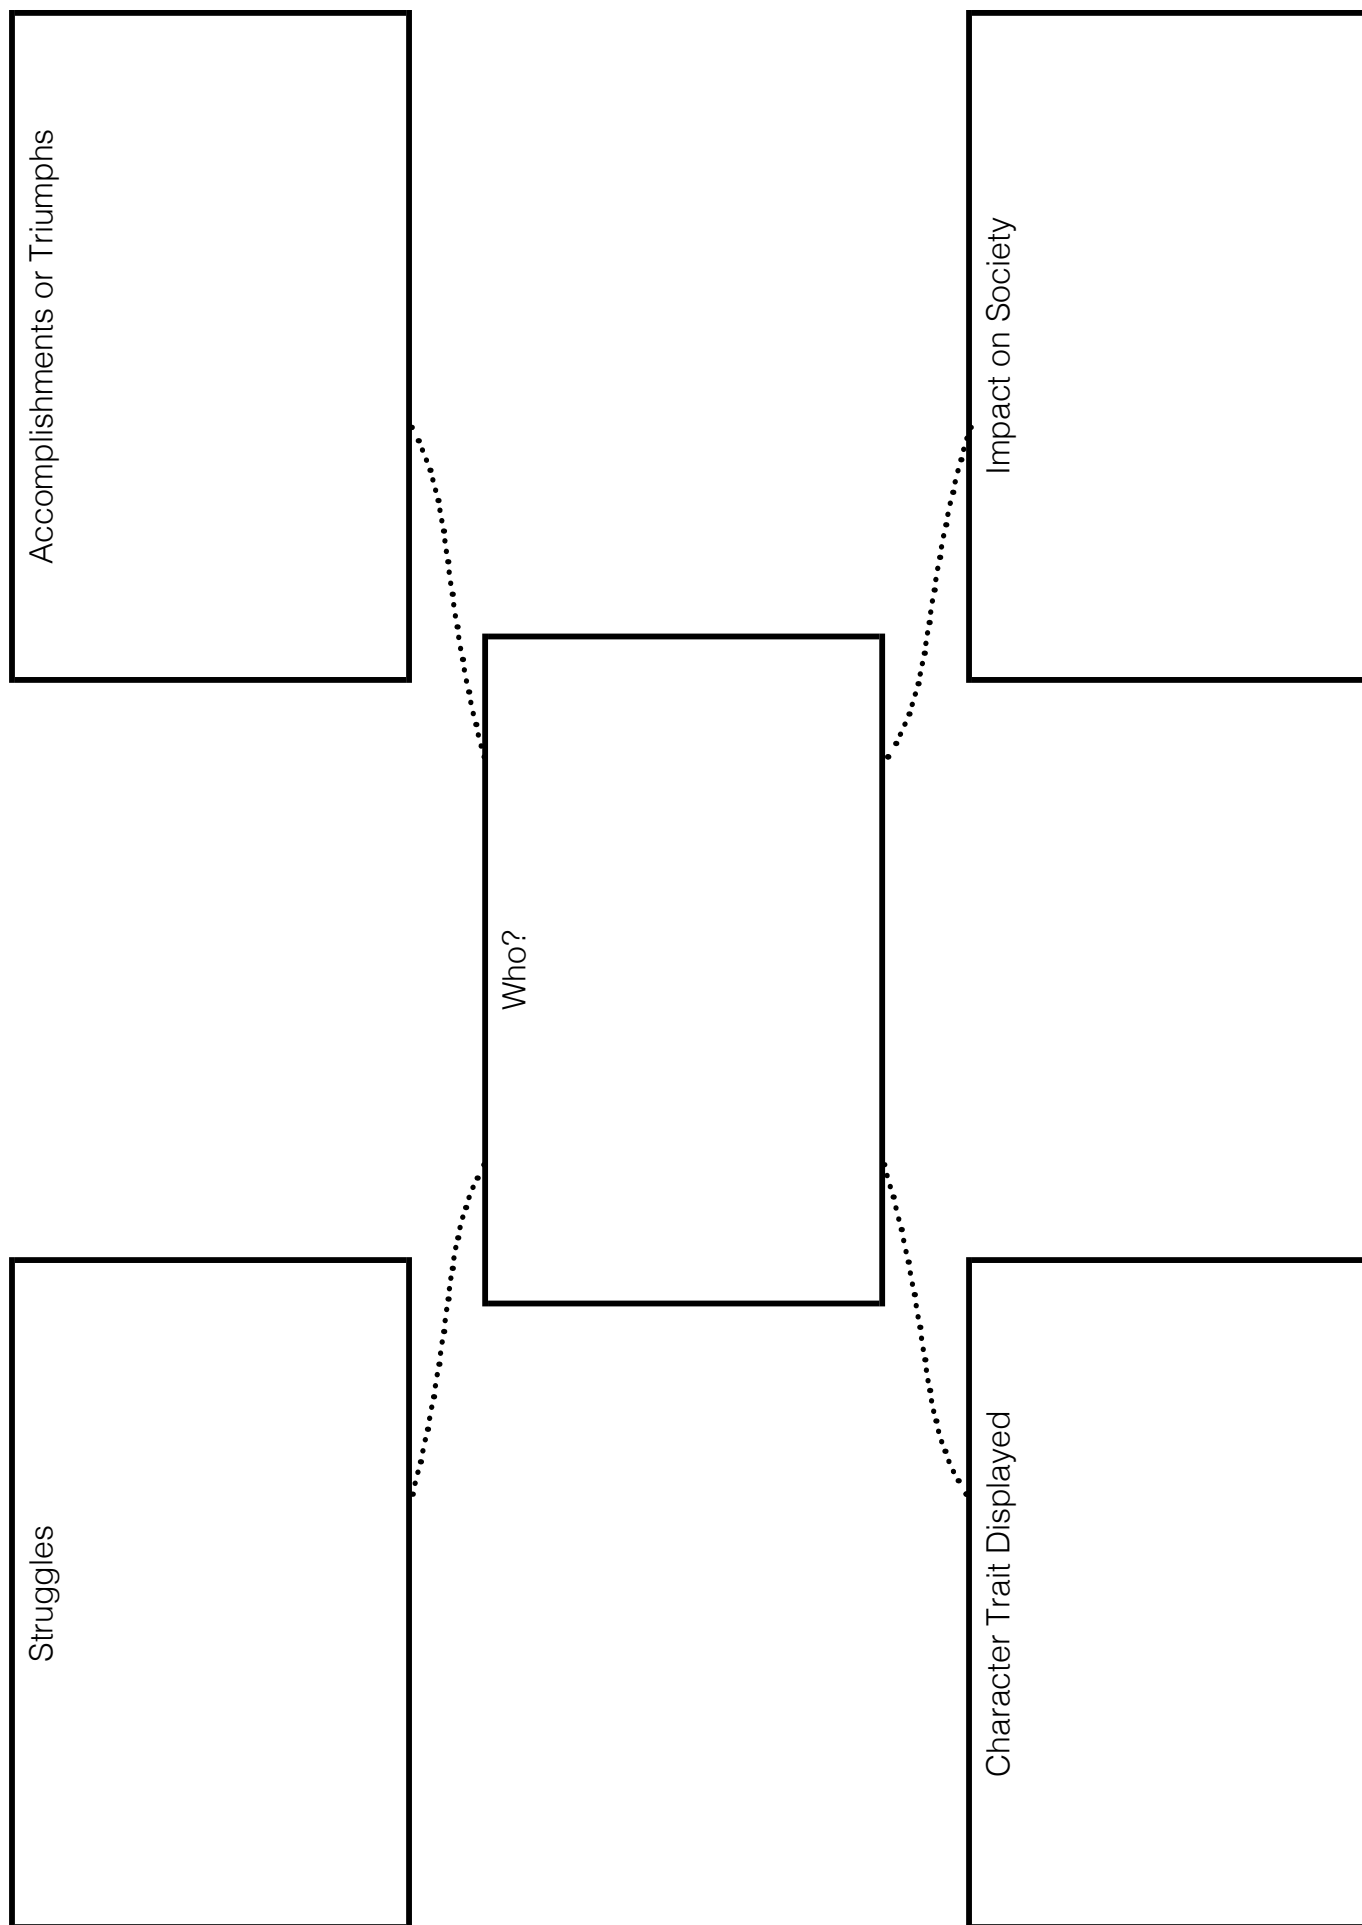 Struggles
Accomplishments or Triumphs
Who?
Character Trait Displayed
Impact on Society